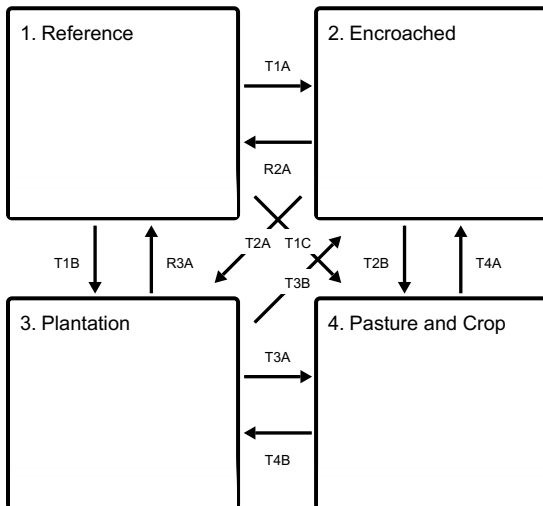 1. Reference
2. Encroached
T1A
R2A
T1B
R3A
T2A
T1C
T3B
T2B
T4A
3. Plantation
4. Pasture and Crop
T3A
T4B